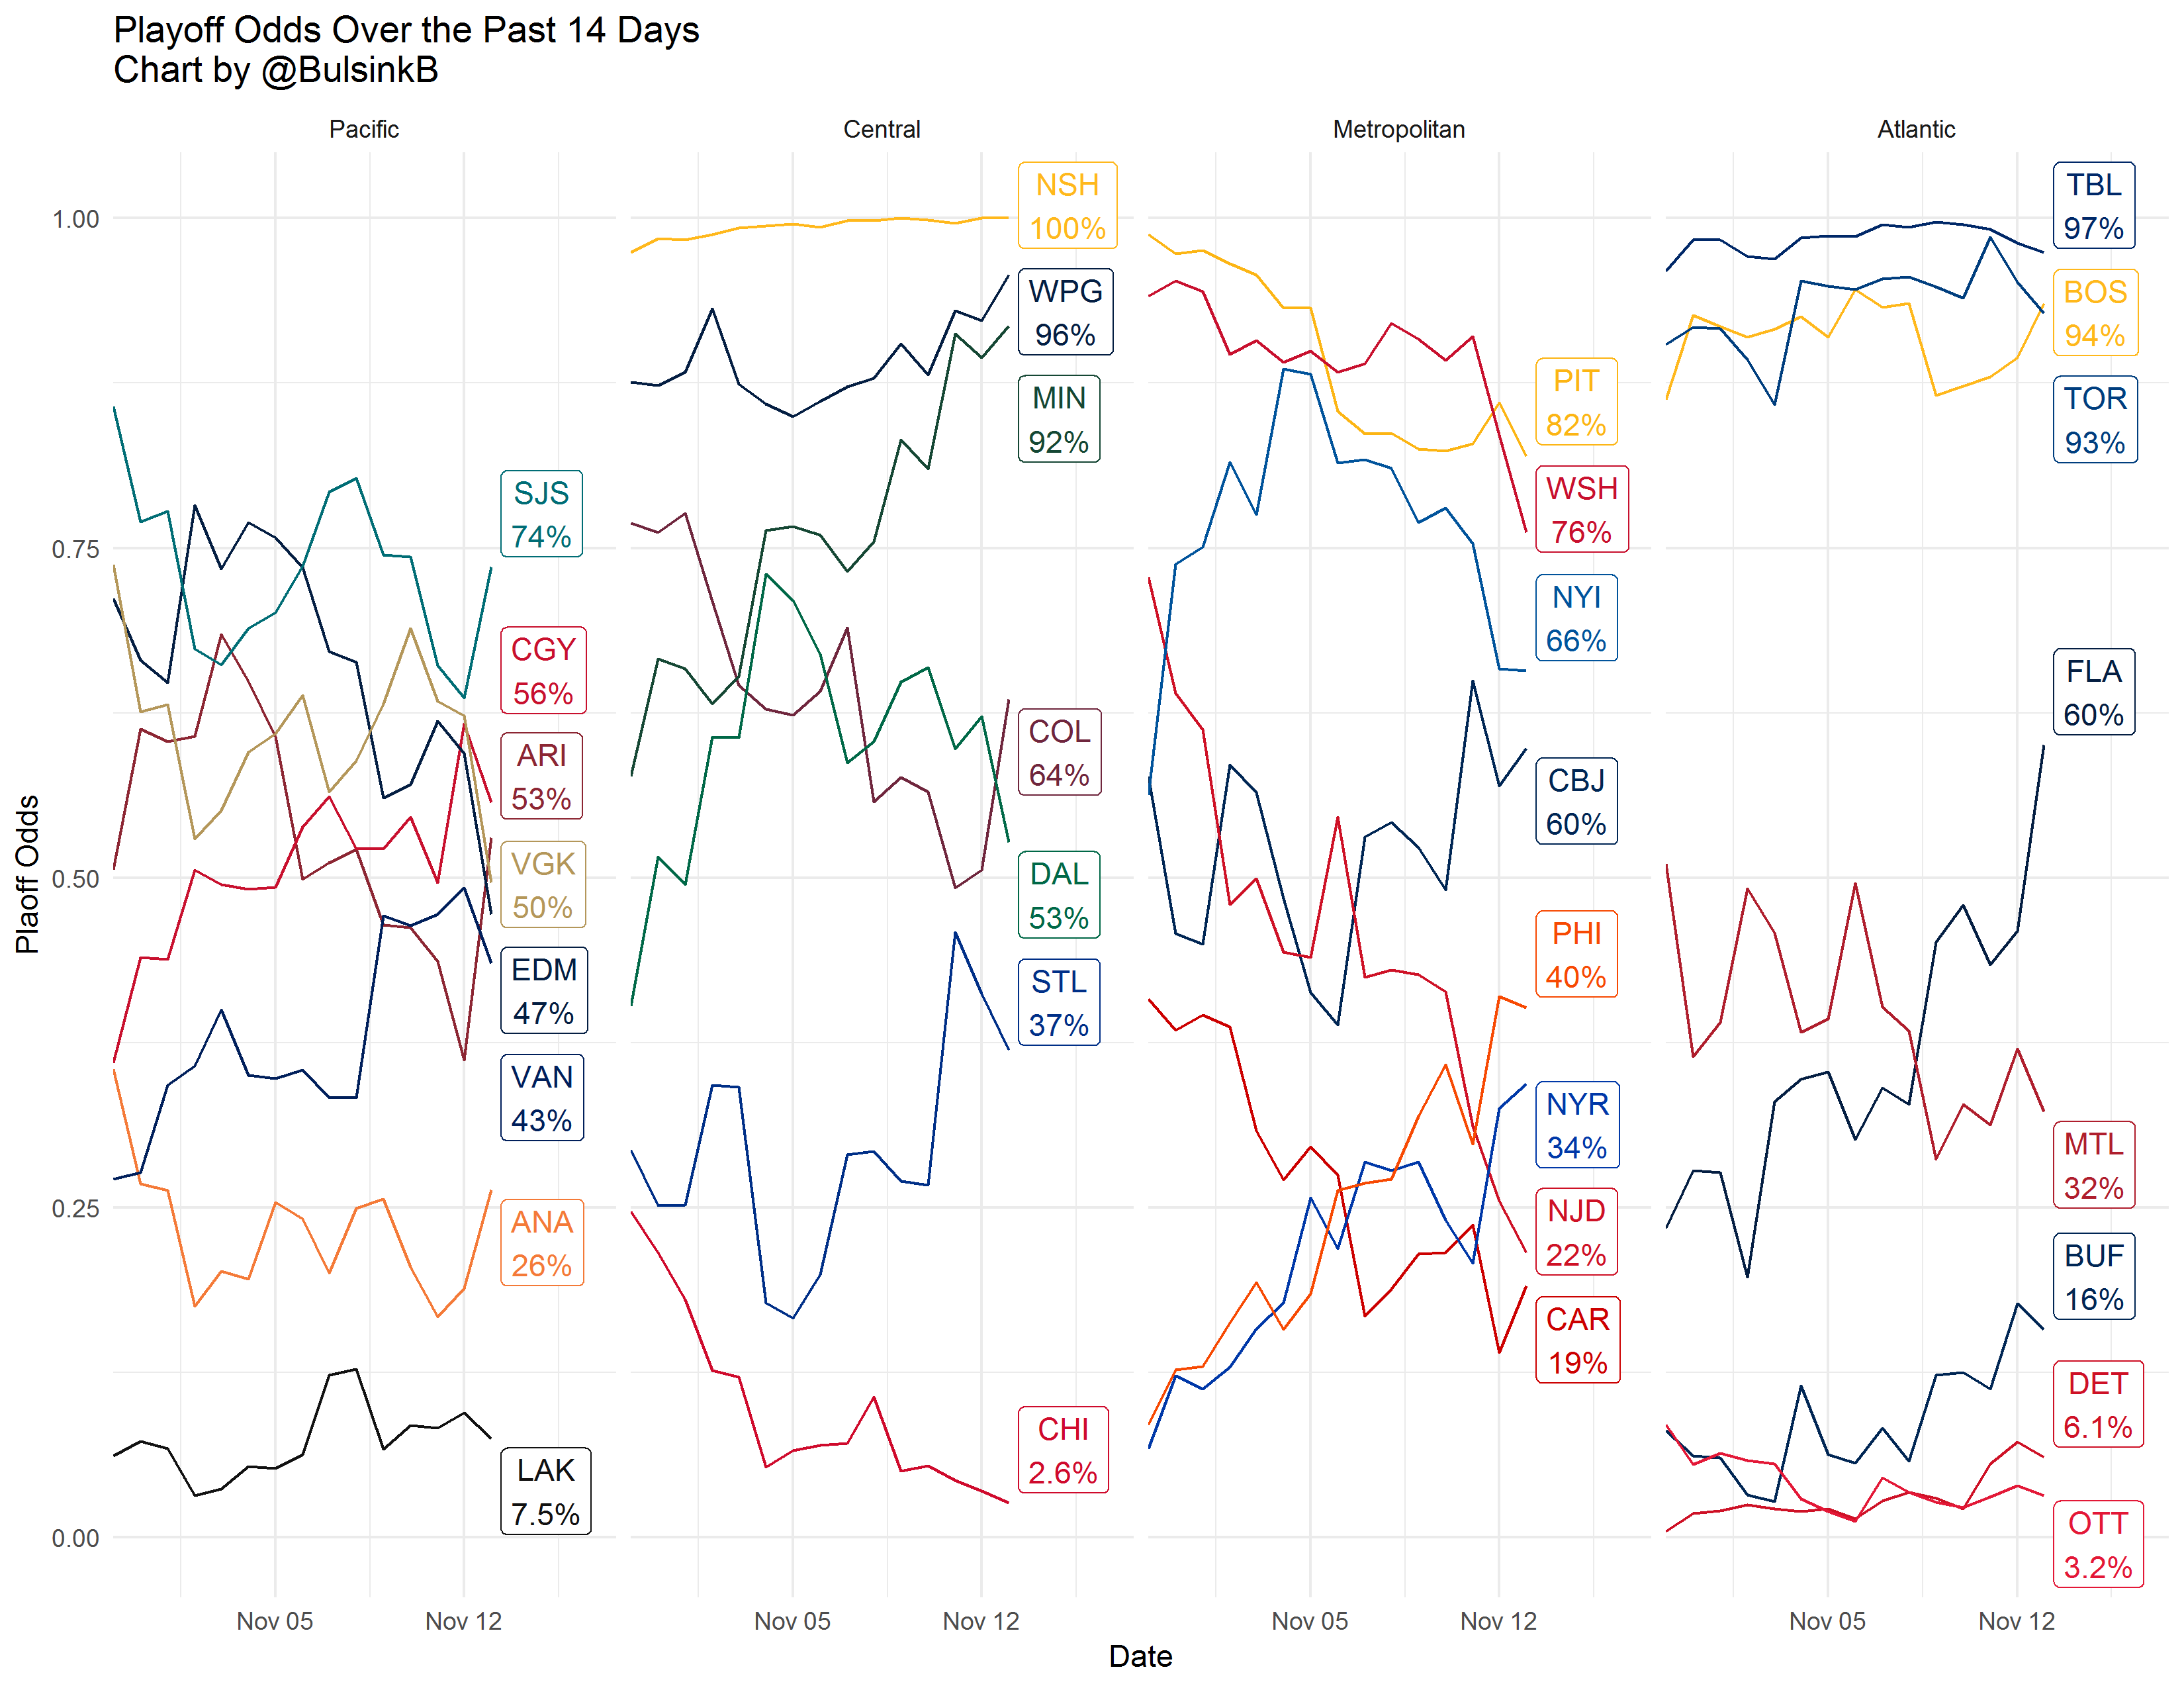 Playoff Odds Over the Past 14 Days
Chart by @BulsinkB
Pacific
Central
Metropolitan
Atlantic
Plaoff Odds
1.00
0.75
0.50
0.25
0.00
SJS
74%
CGY
56%
ARI
53%
VGK
50%
EDM
47%
VAN
43%
ANA
26%
LAK
7.5%
NSH
100%
WPG
96%
MIN
92%
COL
64%
DAL
53%
STL
37%
CHI
2.6%
PIT
82%
WSH
76%
NYI
66%
CBJ
60%
PHI
40%
NYR
34%
NJD
22%
CAR
19%
TBL
97%
BOS
94%
TOR
93%
FLA
60%
MTL
32%
BUF
16%
DET
6.1%
OTT
3.2%
Nov 05
Nov 12
Nov 05
Nov 12
Nov 05
Nov 12
Nov 05
Nov 12
Date